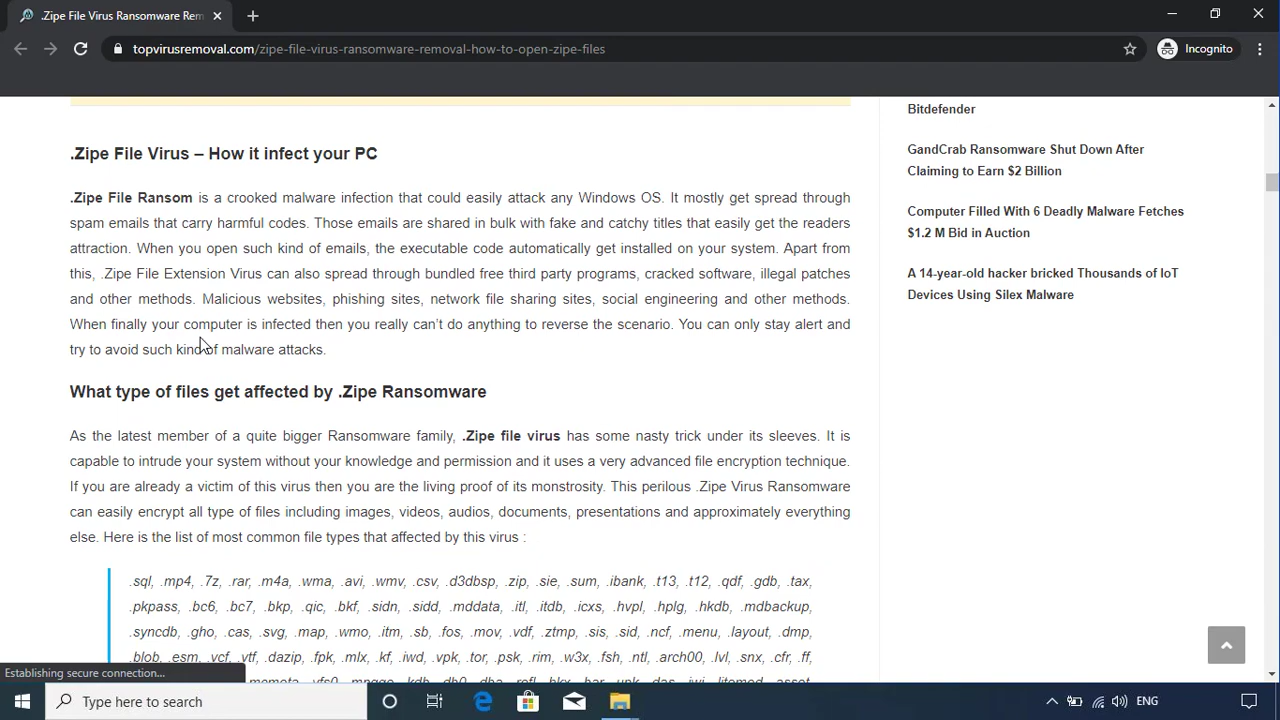 .Zipe File Virus Ransomware Rem
topvirusremoval.com/zipe-file-virus-ransomware-removal-how-to-open-zipe-files
Incognito
.Zipe File Virus – How it infect your PC
.Zipe File Ransom is a crooked malware infection that could easily attack any Windows OS. It mostly get spread through
spam emails that carry harmful codes. Those emails are shared in bulk with fake and catchy titles that easily get the readers
attraction. When you open such kind of emails, the executable code automatically get installed on your system. Apart from
this, .Zipe File Extension Virus can also spread through bundled free third party programs, cracked software, illegal patches
and other methods. Malicious websites, phishing sites, network file sharing sites, social engineering and other methods.
When finally your computer is infected then you really can't do anything to reverse the scenario. You can only stay alert and
try to avoid such kind of malware attacks.
What type of files get affected by .Zipe Ransomware
As the latest member of a quite bigger Ransomware family, .Zipe file virus has some nasty trick under its sleeves. It is
capable to intrude your system without your knowledge and permission and it uses a very advanced file encryption technique.
If you are already a victim of this virus then you are the living proof of its monstrosity. This perilous .Zipe Virus Ransomware
can easily encrypt all type of files including images, videos, audios, documents, presentations and approximately everything
else. Here is the list of most common file types that affected by this virus :
.sql, .mp4, .7z, .rar, .m4a, .wma, .avi, .wmv, .csv, .d3dbsp, .zip, .sie, .sum, .ibank, .t13, .t12, .qdf, .gdb, .tax,
.pkpass, .bc6, .bc7, .bkp, .qic, .bkf, .sidn, .sidd, .mddata, .itl, .itdb, .icxs, .hvpl, .hplg, .hkdb, .mdbackup,
.syncdb, .gho, .cas, .svg, .map, .wmo, .itm, .sb, .fos, .mov, .vdf, .ztmp, .sis, .sid, .ncf, .menu, .layout, .dmp,
.blob, .esm, .vcf, .vtf, .dazip, .fpk, .mlx, .kf, .iwd, .vpk, .tor, .psk, .rim, .w3x, .fsh, .ntl, .arch00, .lvl, .snx, .cfr, .ff,
Bitdefender
GandCrab Ransomware Shut Down After
Claiming to Earn $2 Billion
Computer Filled With 6 Deadly Malware Fetches
$1.2 M Bid in Auction
A 14-year-old hacker bricked Thousands of IoT
Devices Using Silex Malware
Establishing secure connection...
Type here to search
ENG